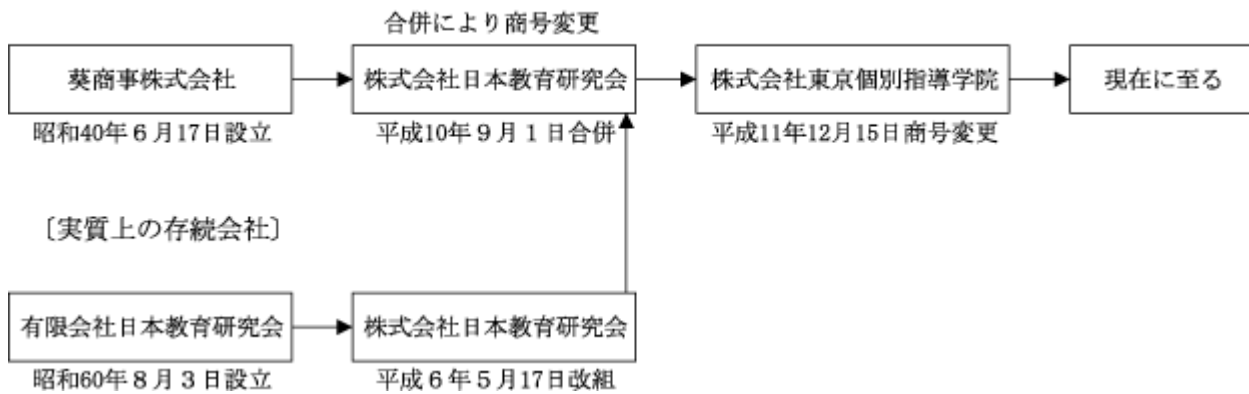 合併により商号変更
葵商事株式会社
株式会社日本教育研究会
株式会社東京個別指導学院
現在に至る
昭和40年6月17日設立
平成10年9月1日合併
平成11年12月15日商号変更
〔実質上の存続会社〕
有限会社日本教育研究会
株式会社日本教育研究会
昭和60年8月3日設立
平成6年5月17日改組